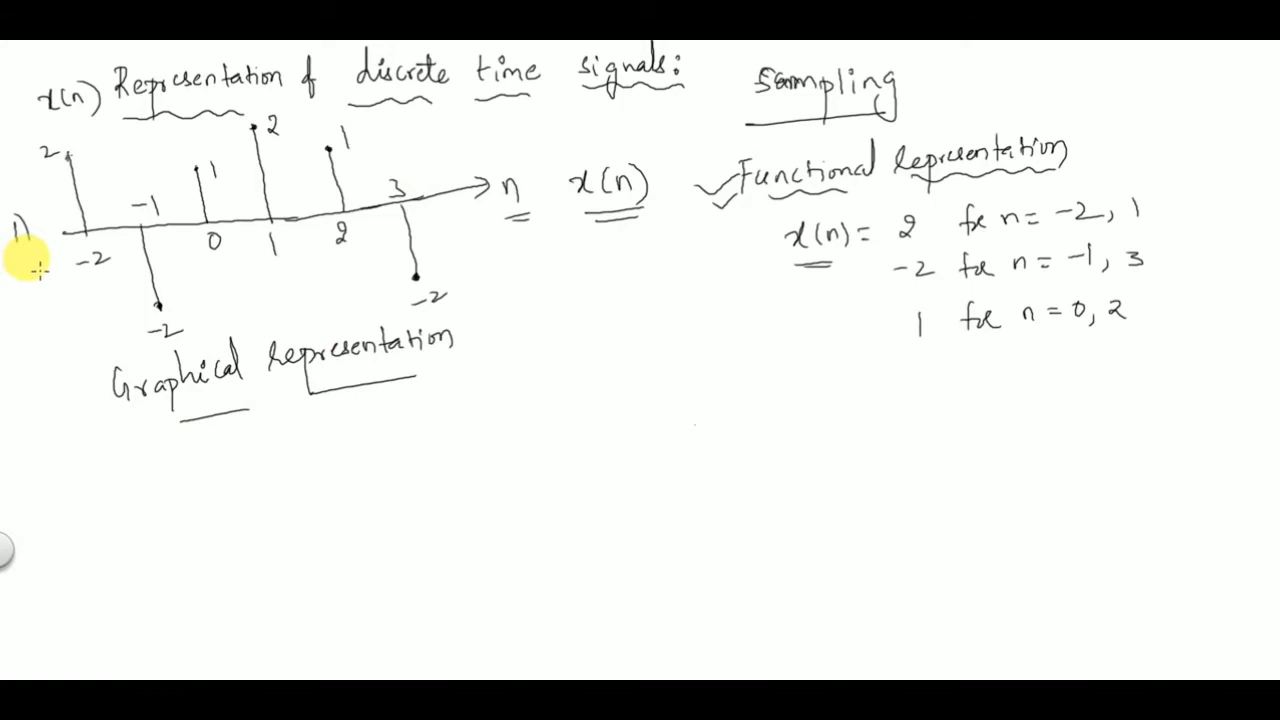 x(n) Representation of discrete time signals:
Sampling
2
1
2
1
-1
3
n
x(n)
1)
-2
0
1
2
-2
-2
Graphical representation
Functional representation
x(n) = 2 for n = -2, 1
-2 for n = -1, 3
1 for n = 0, 2